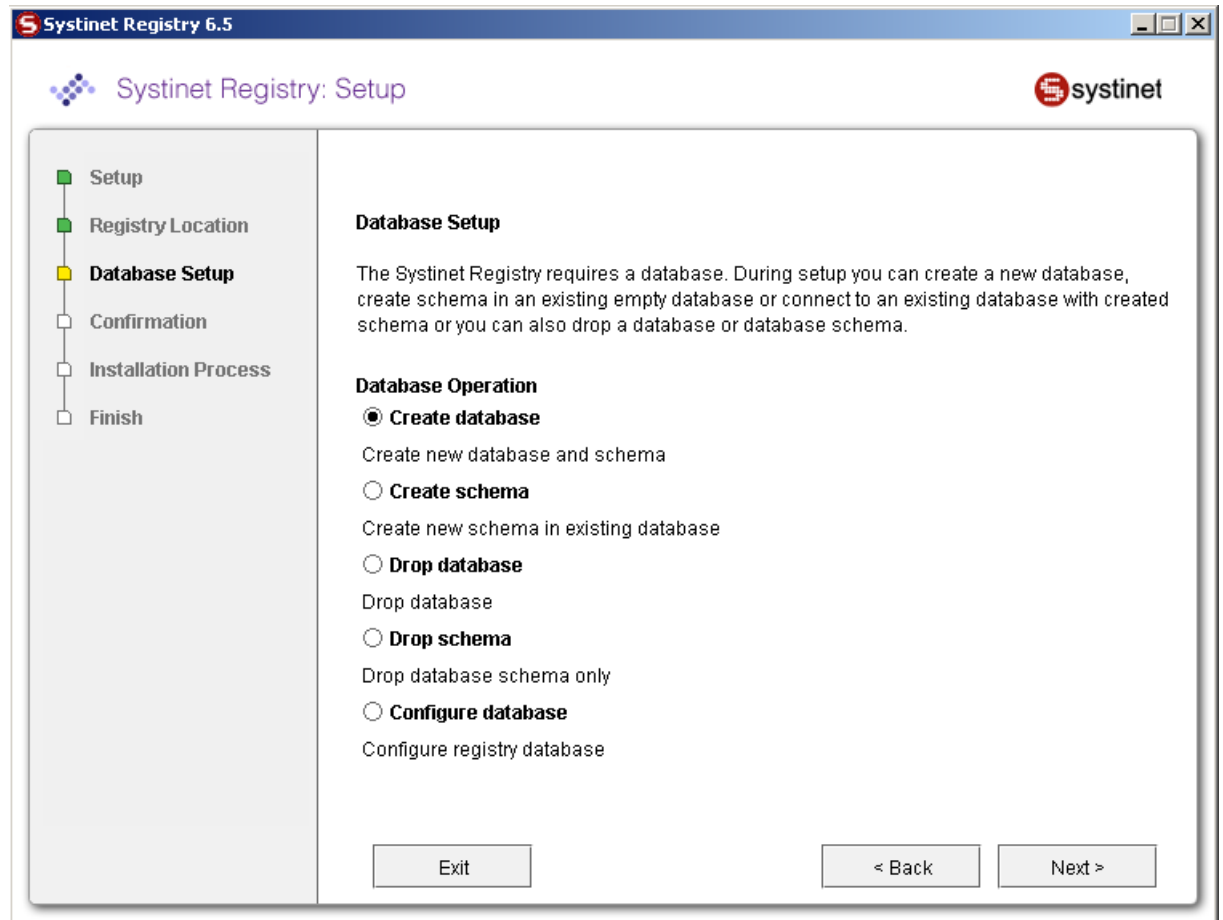 Systinet Registry 6.5
Systinet Registry: Setup
systinet
Setup
Registry Location
Database Setup
Confirmation
Installation Process
Finish
Database Setup
The Systinet Registry requires a database. During setup you can create a new database,
create schema in an existing empty database or connect to an existing database with created
schema or you can also drop a database or database schema.
Database Operation
Create database
Create new database and schema
Create schema
Create new schema in existing database
Drop database
Drop database
Drop schema
Drop database schema only
Configure database
Configure registry database
Exit
< Back
Next >